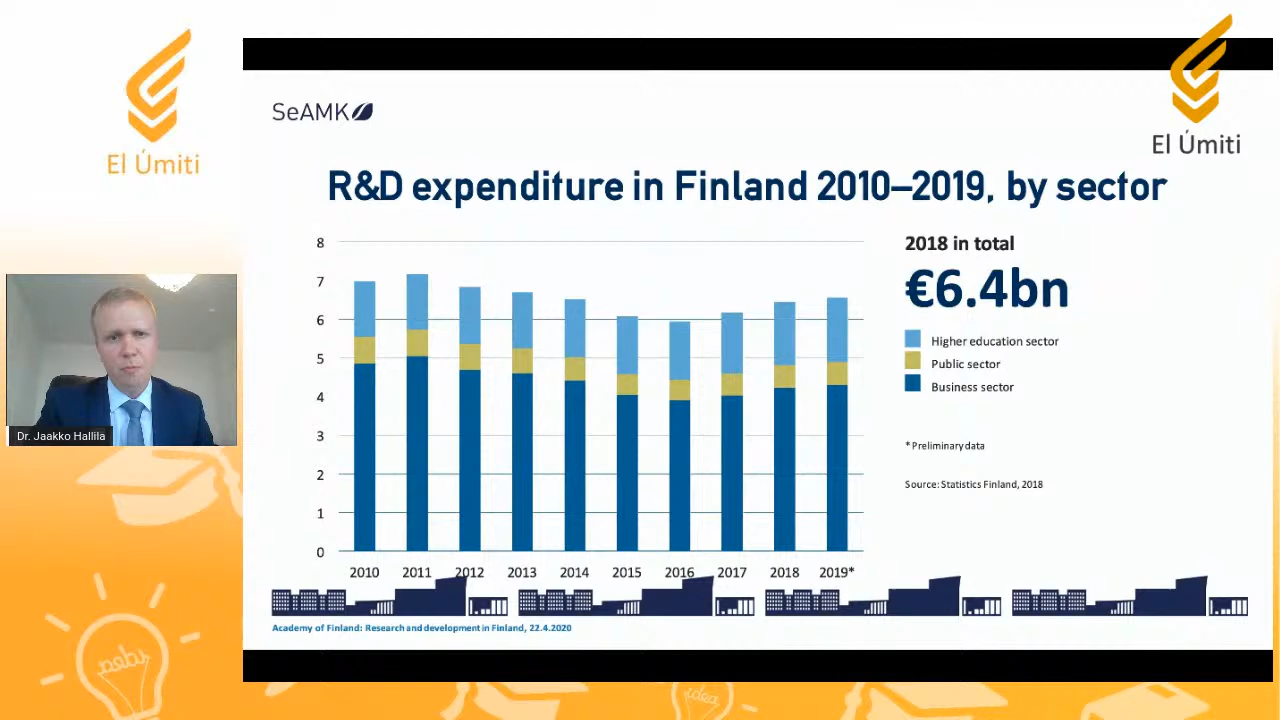 El Úmiti
SeAMK
El Úmiti
R&D expenditure in Finland 2010–2019, by sector
8
7
6
5
4
3
2
1
0
2010 2011 2012 2013 2014 2015 2016 2017 2018 2019*
2018 in total
€6.4bn
Higher education sector
Public sector
Business sector
* Preliminary data
Source: Statistics Finland, 2018
Dr. Jaakko Hallila
Academy of Finland: Research and development in Finland, 22.4.2020
idea
idea